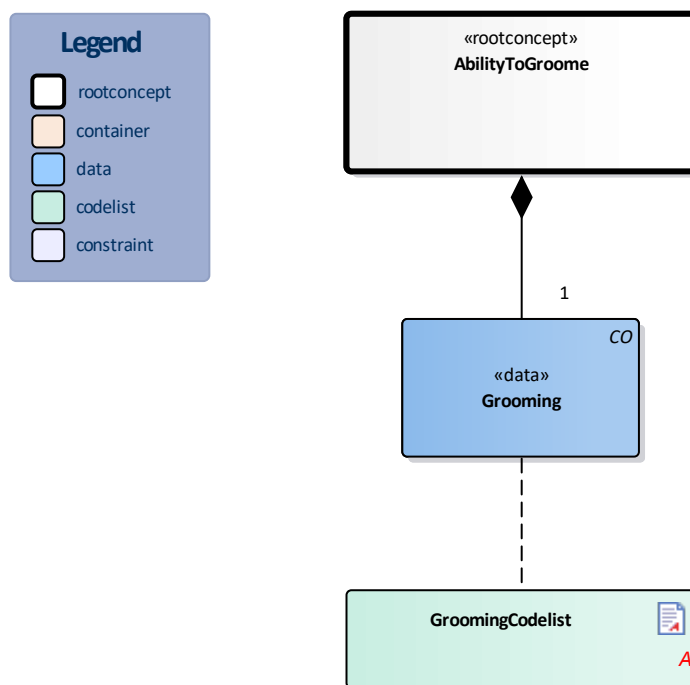 Legend
rootconcept
container
data
codelist
constraint
«rootconcept»
AbilityToGroome
1
CO
«data»
Grooming
GroomingCodelist
A